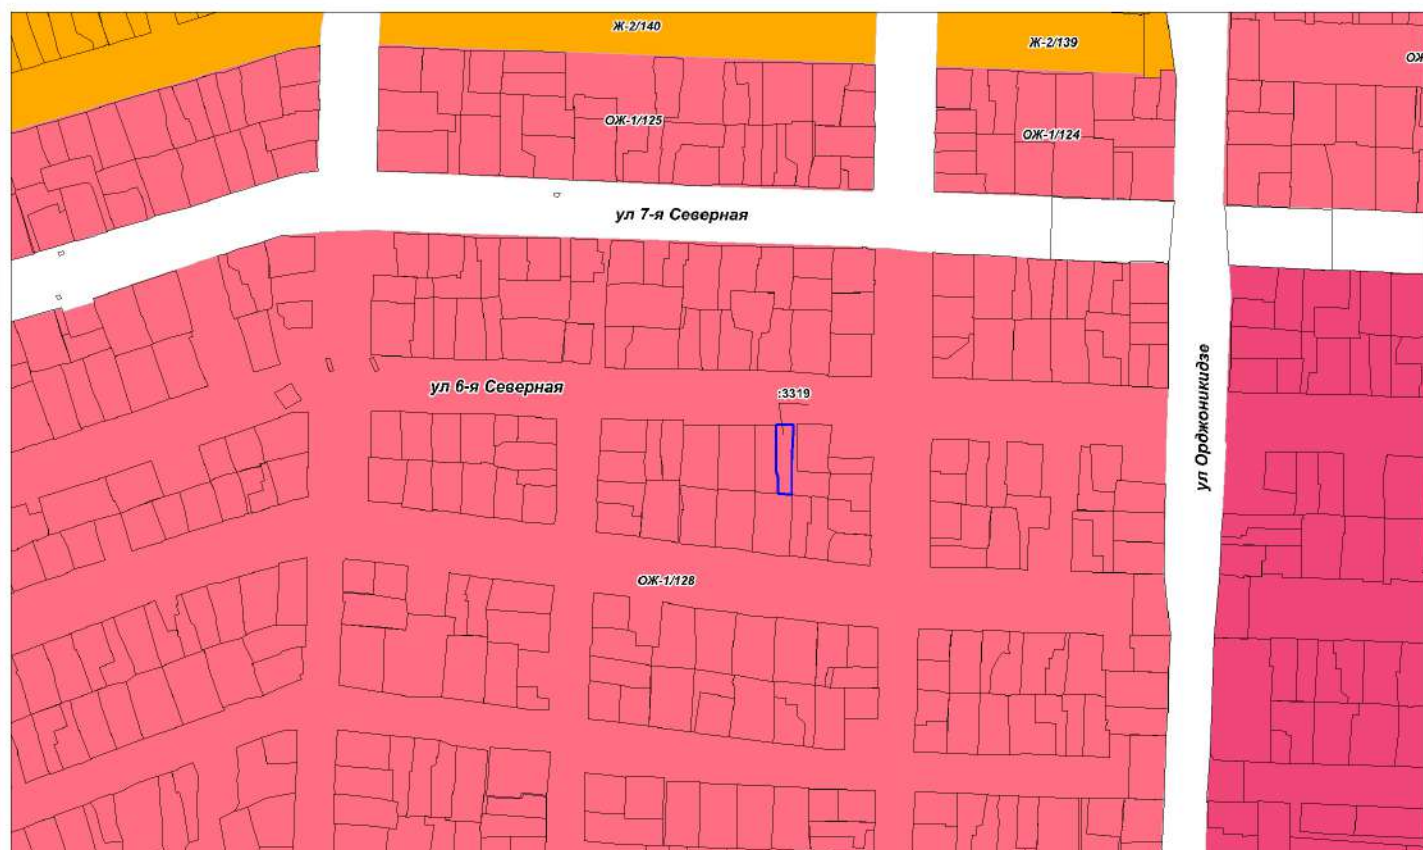 Ж-2/140
Ж-2/139
ОЖ
ОЖ-1/125
ОЖ-1/124
ул 7-я Северная
ул Орджоникидзе
ул 6-я Северная
:3319
ОЖ-1/128